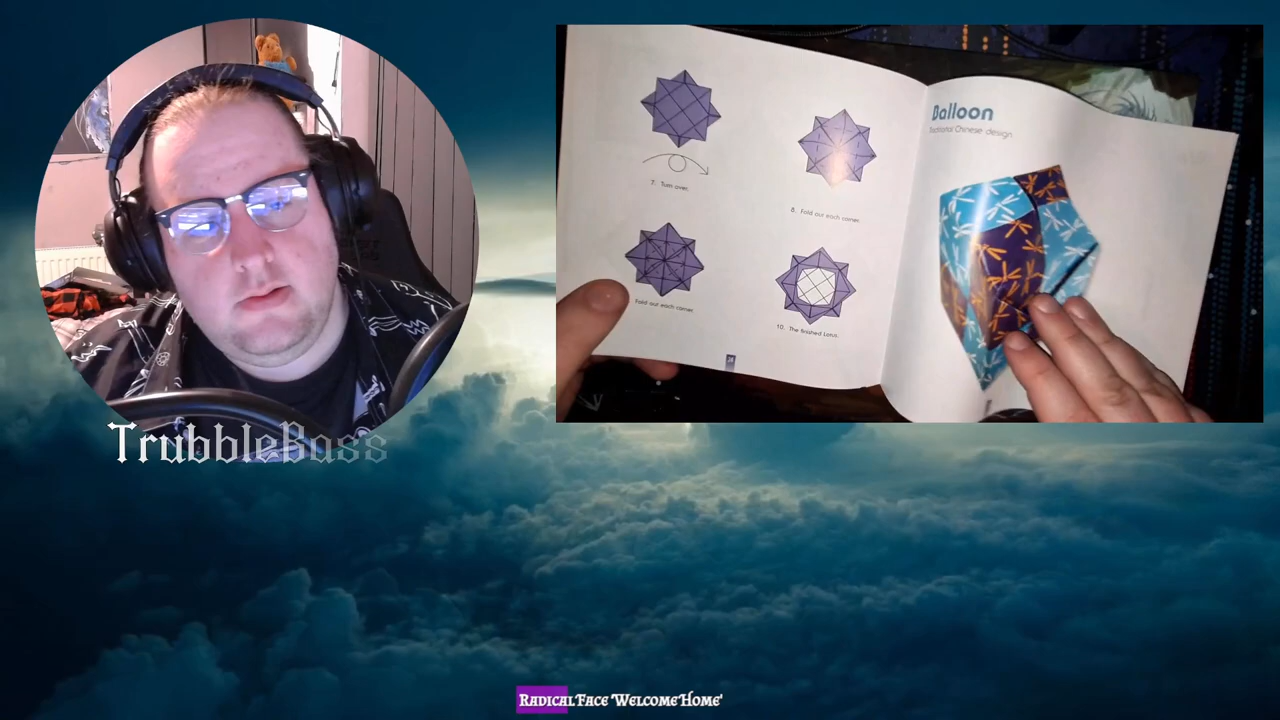 TrubbleBass
7. Turn over.
8. Fold out each corner.
Fold out each corner.
10. The finished Lotus.
Balloon
Traditional Chinese design.
Radical Face 'Welcome Home'